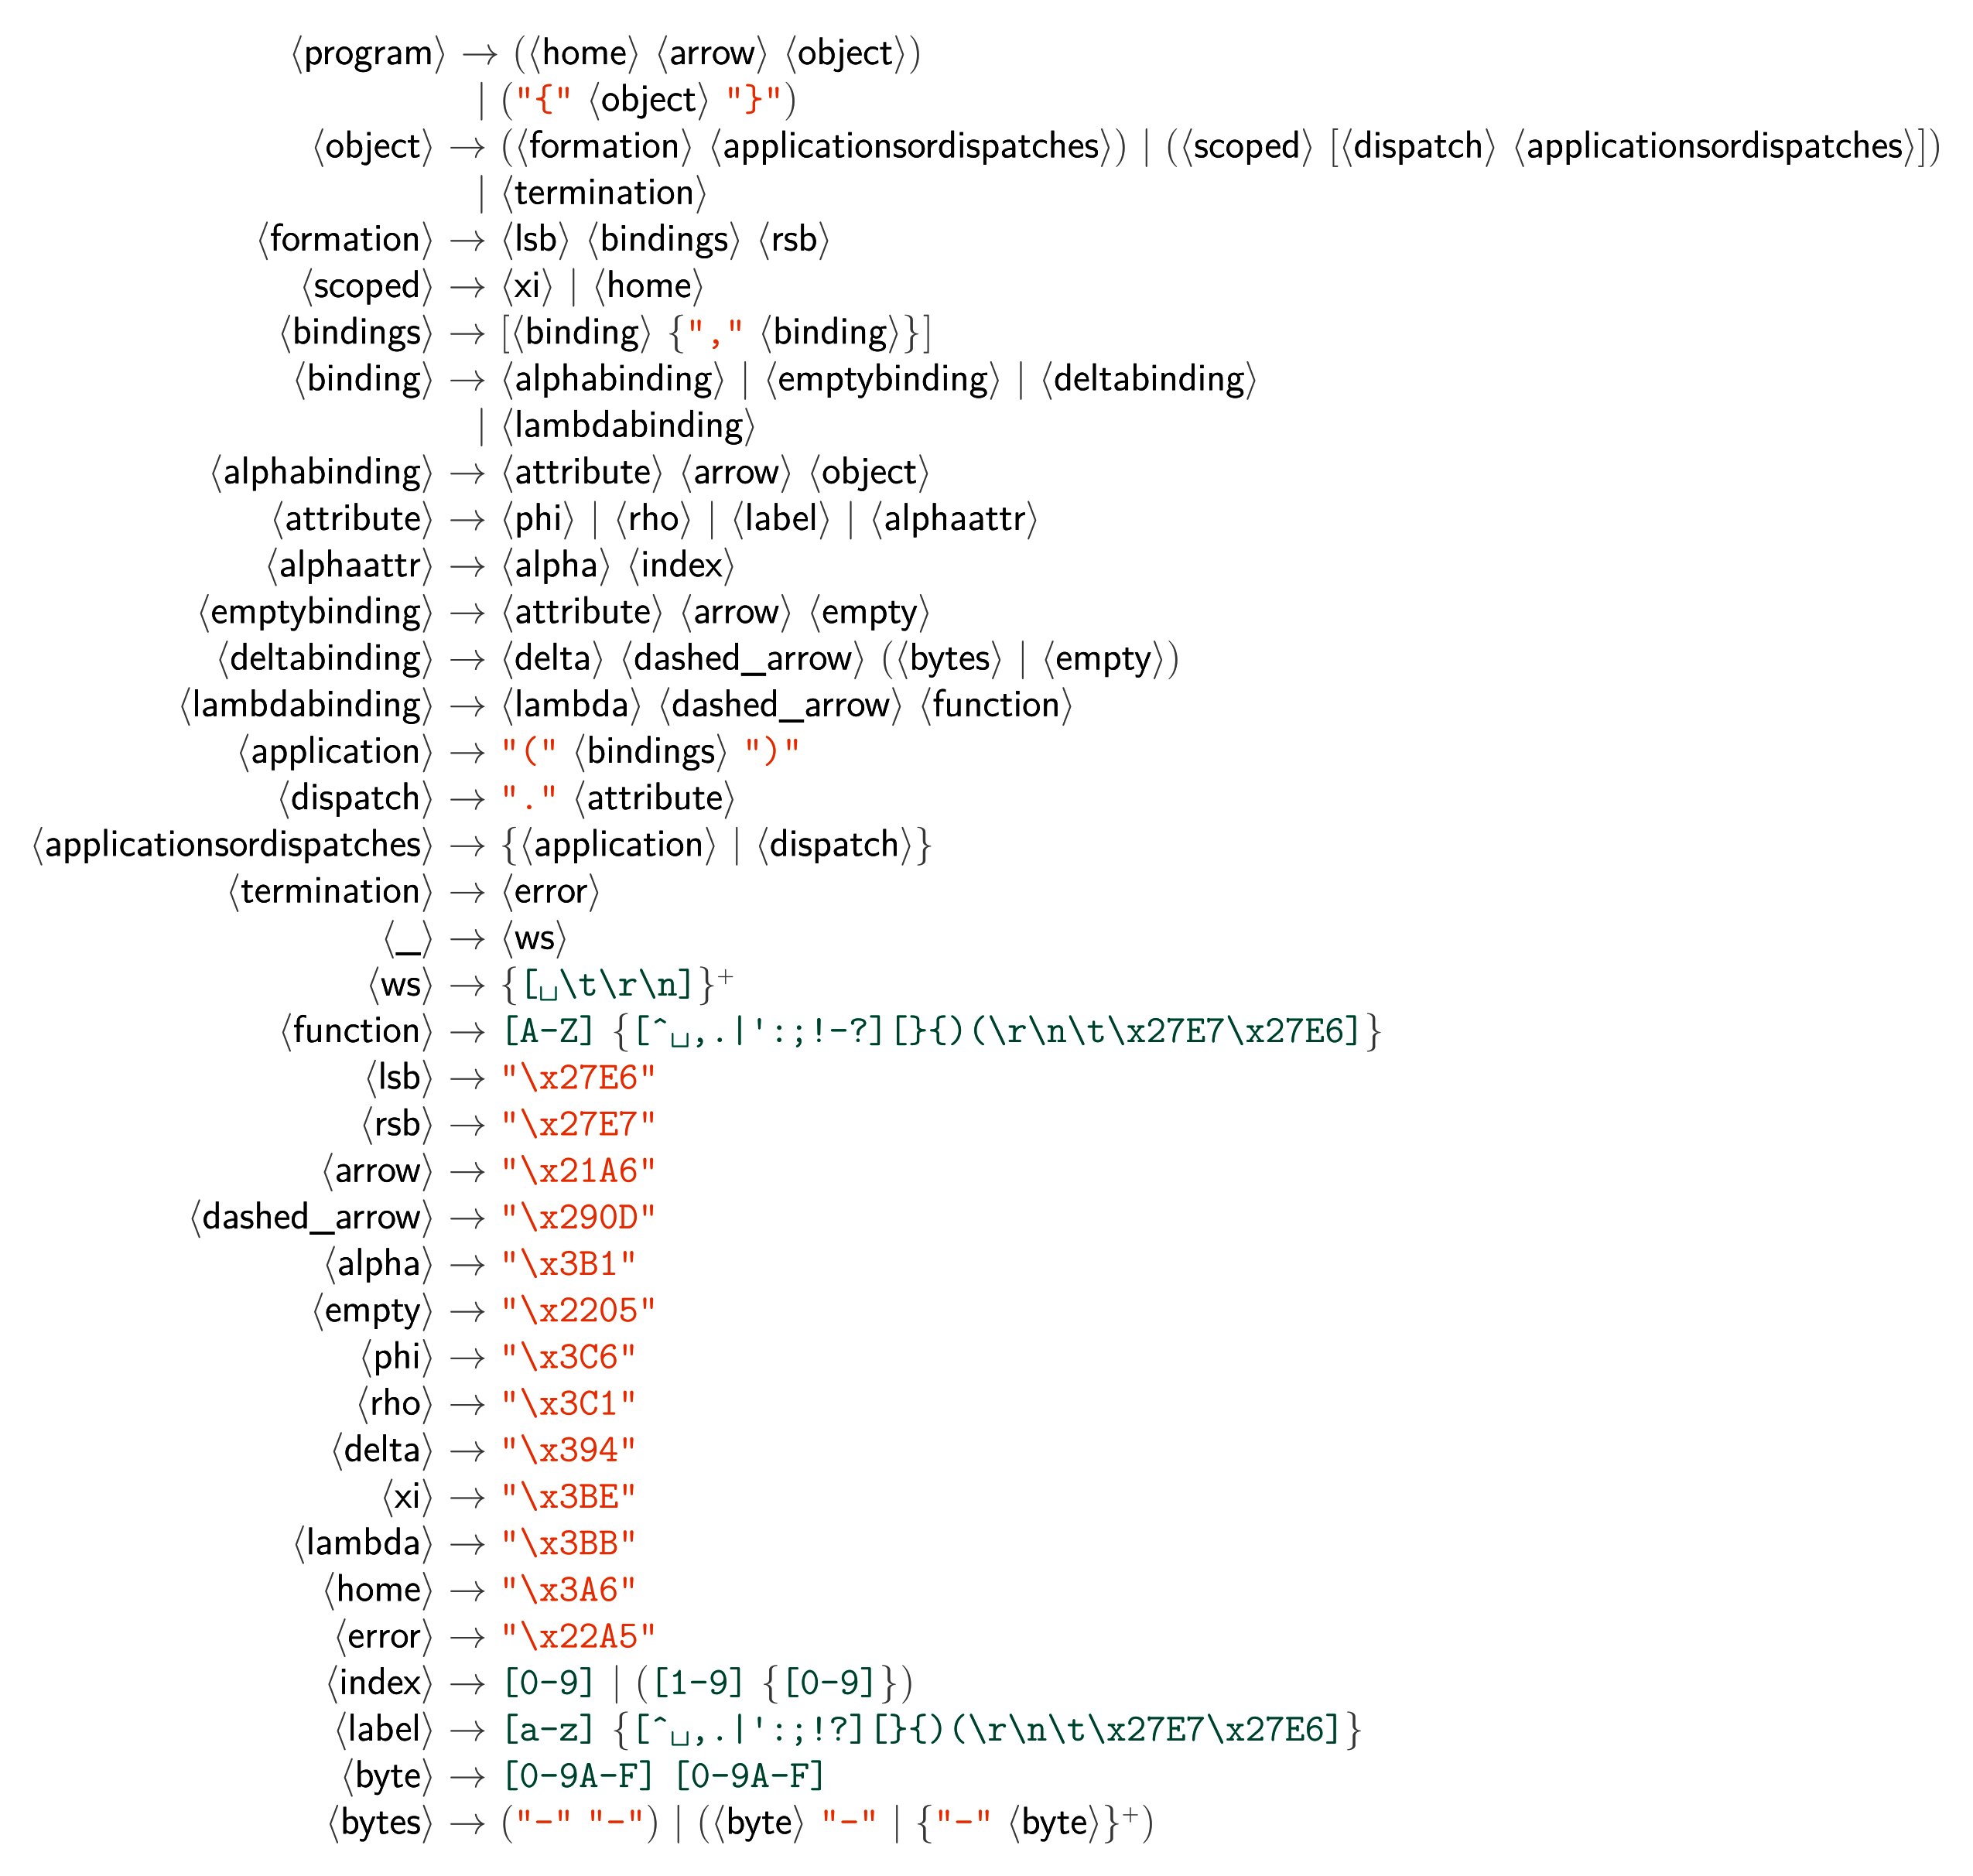 ⟨program⟩ → (⟨home⟩ ⟨arrow⟩ ⟨object⟩)
| ("{" ⟨object⟩ "}")
⟨object⟩ → (⟨formation⟩ ⟨applicationsordispatches⟩) | (⟨scoped⟩ [⟨dispatch⟩ ⟨applicationsordispatches⟩])
| ⟨termination⟩
⟨formation⟩ → ⟨lsb⟩ ⟨bindings⟩ ⟨rsb⟩
⟨scoped⟩ → ⟨xi⟩ | ⟨home⟩
⟨bindings⟩ → [⟨binding⟩ {"," ⟨binding⟩}]
⟨binding⟩ → ⟨alphabinding⟩ | ⟨emptybinding⟩ | ⟨deltabinding⟩
| ⟨lambdabinding⟩
⟨alphabinding⟩ → ⟨attribute⟩ ⟨arrow⟩ ⟨object⟩
⟨attribute⟩ → ⟨phi⟩ | ⟨rho⟩ | ⟨label⟩ | ⟨alphaattr⟩
⟨alphaattr⟩ → ⟨alpha⟩ ⟨index⟩
⟨emptybinding⟩ → ⟨attribute⟩ ⟨arrow⟩ ⟨empty⟩
⟨deltabinding⟩ → ⟨delta⟩ ⟨dashed_arrow⟩ (⟨bytes⟩ | ⟨empty⟩)
⟨lambdabinding⟩ → ⟨lambda⟩ ⟨dashed_arrow⟩ ⟨function⟩
⟨application⟩ → "(" ⟨bindings⟩ ")"
⟨dispatch⟩ → "." ⟨attribute⟩
⟨applicationsordispatches⟩ → {⟨application⟩ | ⟨dispatch⟩}
⟨termination⟩ → ⟨error⟩
⟨_⟩ → ⟨ws⟩
⟨ws⟩ → {[␣\t\r\n]}⁺
⟨function⟩ → [A-Z] {[^␣,.|':;!-?][}{)(\r\n\t\x27E7\x27E6]}
⟨lsb⟩ → "\x27E6"
⟨rsb⟩ → "\x27E7"
⟨arrow⟩ → "\x21A6"
⟨dashed_arrow⟩ → "\x290D"
⟨alpha⟩ → "\x3B1"
⟨empty⟩ → "\x2205"
⟨phi⟩ → "\x3C6"
⟨rho⟩ → "\x3C1"
⟨delta⟩ → "\x394"
⟨xi⟩ → "\x3BE"
⟨lambda⟩ → "\x3BB"
⟨home⟩ → "\x3A6"
⟨error⟩ → "\x22A5"
⟨index⟩ → [0-9] | ([1-9] {[0-9]})
⟨label⟩ → [a-z] {[^␣,.|':;!?][}{)(\r\n\t\x27E7\x27E6]}
⟨byte⟩ → [0-9A-F] [0-9A-F]
⟨bytes⟩ → ("-" "-") | (⟨byte⟩ "-" | {"-" ⟨byte⟩}⁺)